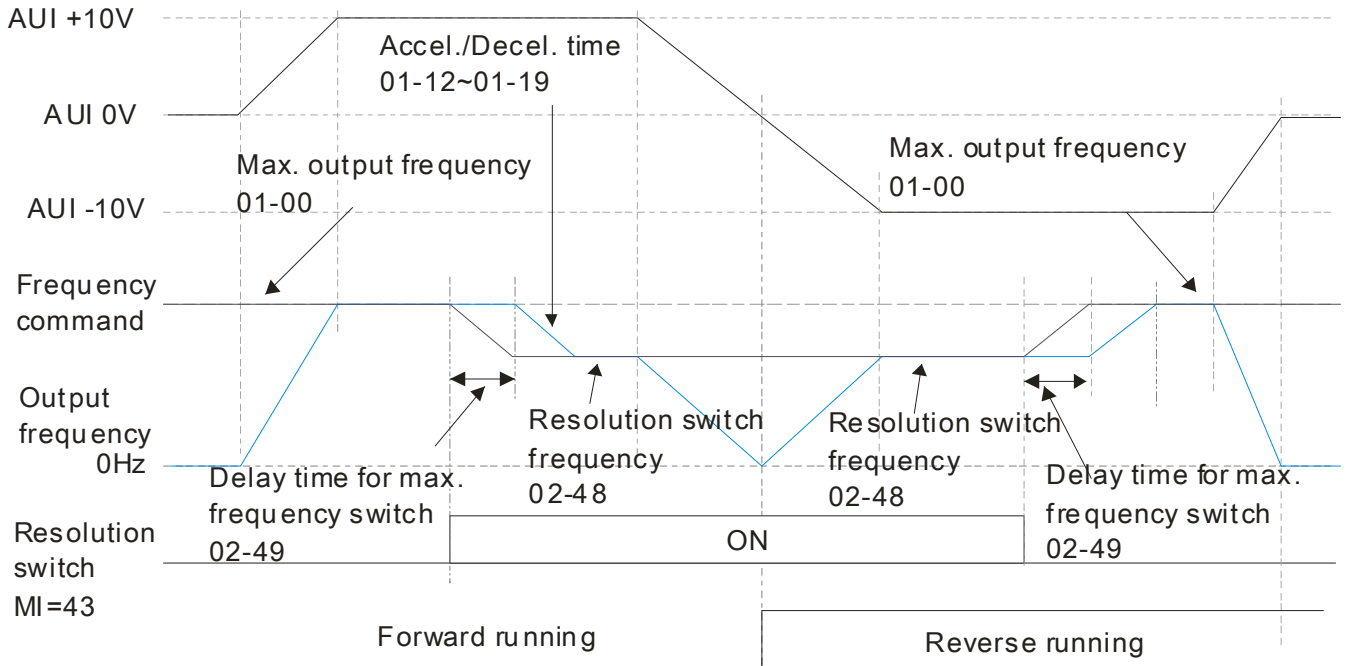 AUI +10V
Accel./Decel. time
01-12~01-19
AUI 0V
Max. output frequency
01-00
Max. output frequency
01-00
AUI -10V
Frequency
command
Output
frequency
0Hz
Resolution switch
frequency
02-48
Resolution switch
frequency
02-48
Delay time for max.
frequency switch
02-49
Delay time for max.
frequency switch
02-49
Resolution
switch
MI=43
ON
Forward running
Reverse running